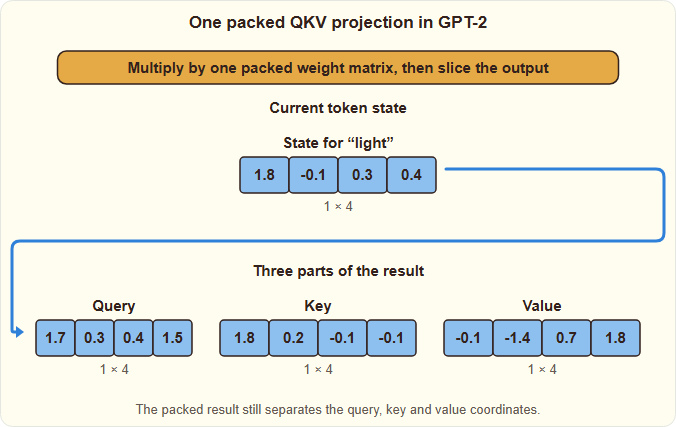 One packed QKV projection in GPT-2
Multiply by one packed weight matrix, then slice the output
Current token state
State for “light”
1.8 -0.1 0.3 0.4
1 × 4
Three parts of the result
Query Key Value
1.7 0.3 0.4 1.5 1.8 0.2 -0.1 -0.1 -0.1 -1.4 0.7 1.8
1 × 4 1 × 4 1 × 4
The packed result still separates the query, key and value coordinates.